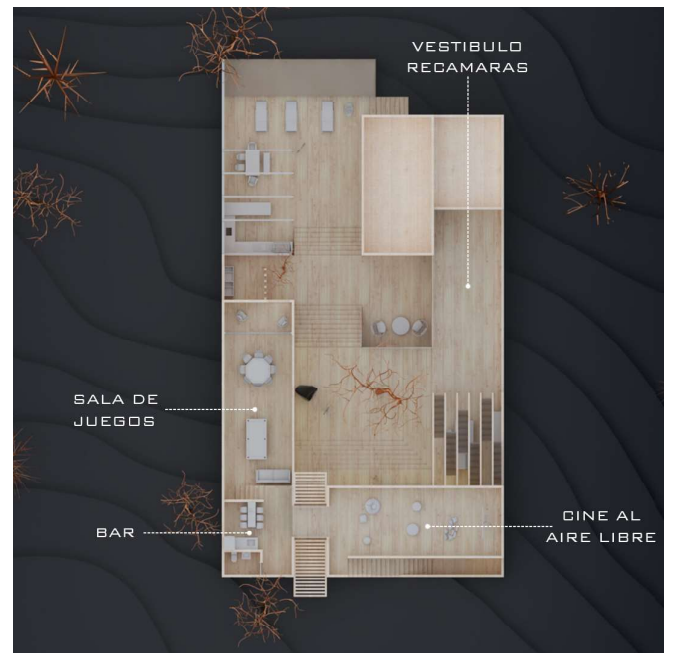 VESTIBULO
RECAMARAS
SALA DE
JUEGOS
BAR
CINE AL
AIRE LIBRE